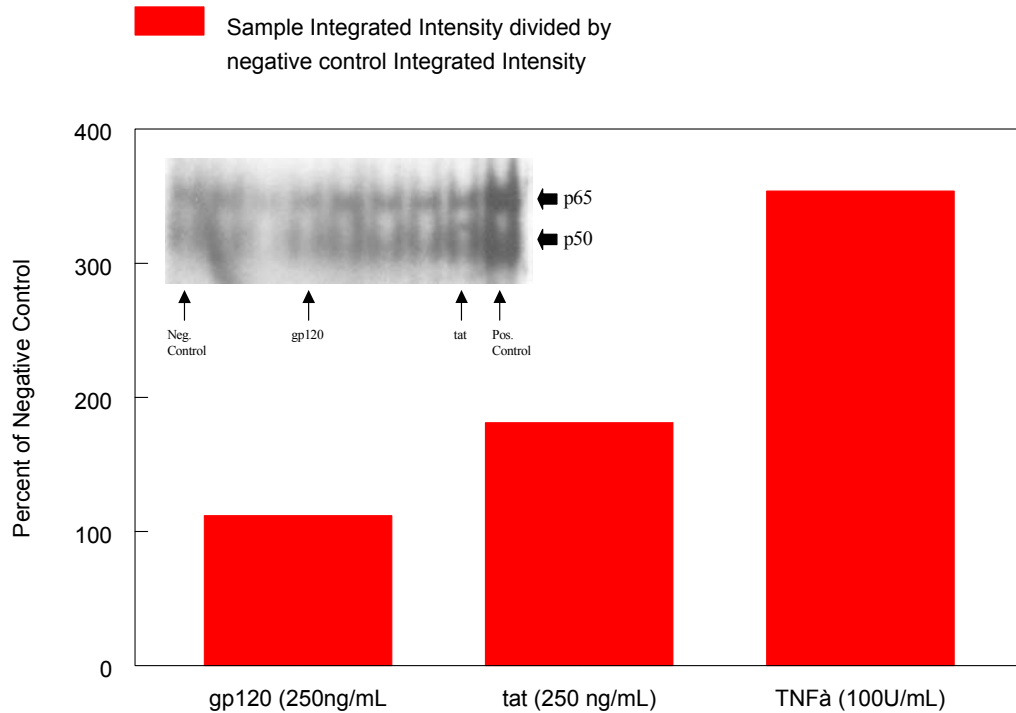 Sample Integrated Intensity divided by
negative control Integrated Intensity
Percent of Negative Control
400
300
200
100
0
p65
p50
Neg.
Control
gp120
tat
Pos.
Control
gp120 (250ng/mL
tat (250 ng/mL)
TNFà (100U/mL)